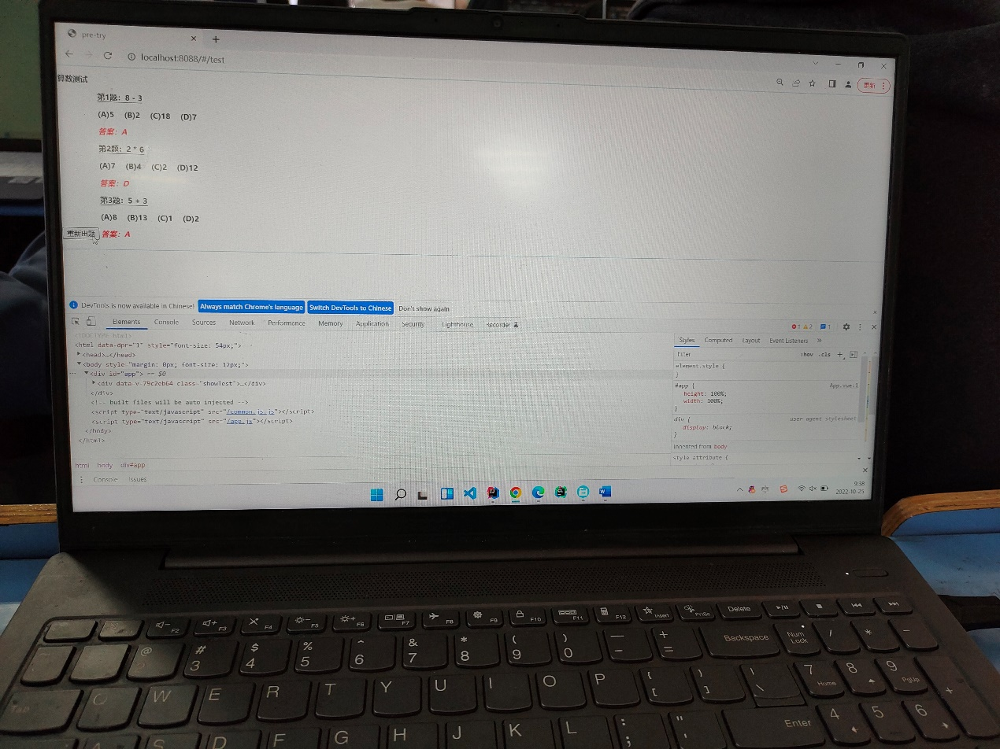 pre-try
localhost:8088/#/test
更新
算数测试
第1题：8 - 3
(A)5 (B)2 (C)18 (D)7
答案：A
第2题：2 * 6
(A)7 (B)4 (C)2 (D)12
答案：D
第3题：5 + 3
(A)8 (B)13 (C)1 (D)2
重新出题 答案：A
DevTools is now available in Chinese! Always match Chrome's language Switch DevTools to Chinese Don't show again
Elements Console Sources Network Performance Memory Application Security Lighthouse Recorder 1 2 1
<!DOCTYPE html>
<html data-dpr="1" style="font-size: 54px;">
<head>…</head>
<body style="margin: 0px; font-size: 12px;">
<div id="app"> == $0
<div data-v-79c2eb64 class="showTest">…</div>
</div>
<!-- built files will be auto injected -->
<script type="text/javascript" src="/common.js.js"></script>
<script type="text/javascript" src="/app.js"></script>
</body>
</html>
html body div#app
Styles Computed Layout Event Listeners »
Filter :hov .cls +
element.style {
}
#app { App.vue:1
height: 100%;
width: 100%;
}
div { user agent stylesheet
display: block;
}
Inherited from body
style attribute {
Console Issues
9:38
2022-10-25
F2 F3 F4 F5 F6 F7 F8 F9 F10 F11 F12 Insert PrtSc Delete
@ # 3 $ 4 % 5 ^ 6 & 7 * 8 ( 9 ) 0 — - + = Backspace Num Lock / * -
Tab Q W E R T Y U I O P { [ } ] | \ 7 Home 8 9 PgUp +
A S D F G H J K L : ; " ' Enter 4 5 6